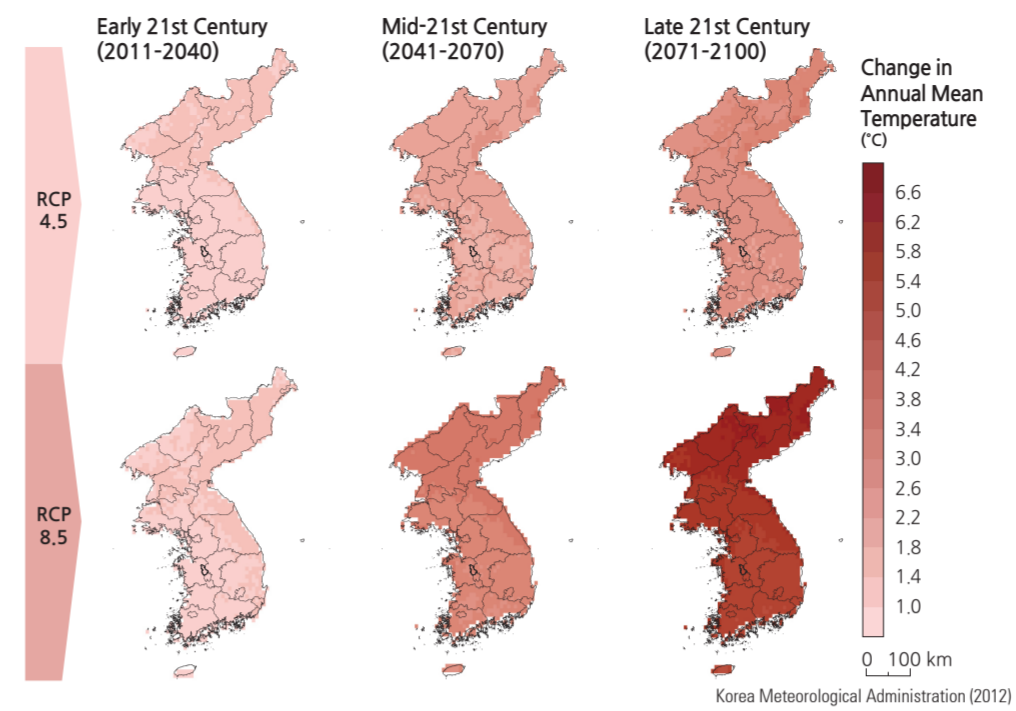 Early 21st Century
(2011-2040)
Mid-21st Century
(2041-2070)
Late 21st Century
(2071-2100)
Change in
Annual Mean
Temperature
(°C)
RCP
4.5
RCP
8.5
6.6
6.2
5.8
5.4
5.0
4.6
4.2
3.8
3.4
3.0
2.6
2.2
1.8
1.4
1.0
0 100 km
Korea Meteorological Administration (2012)